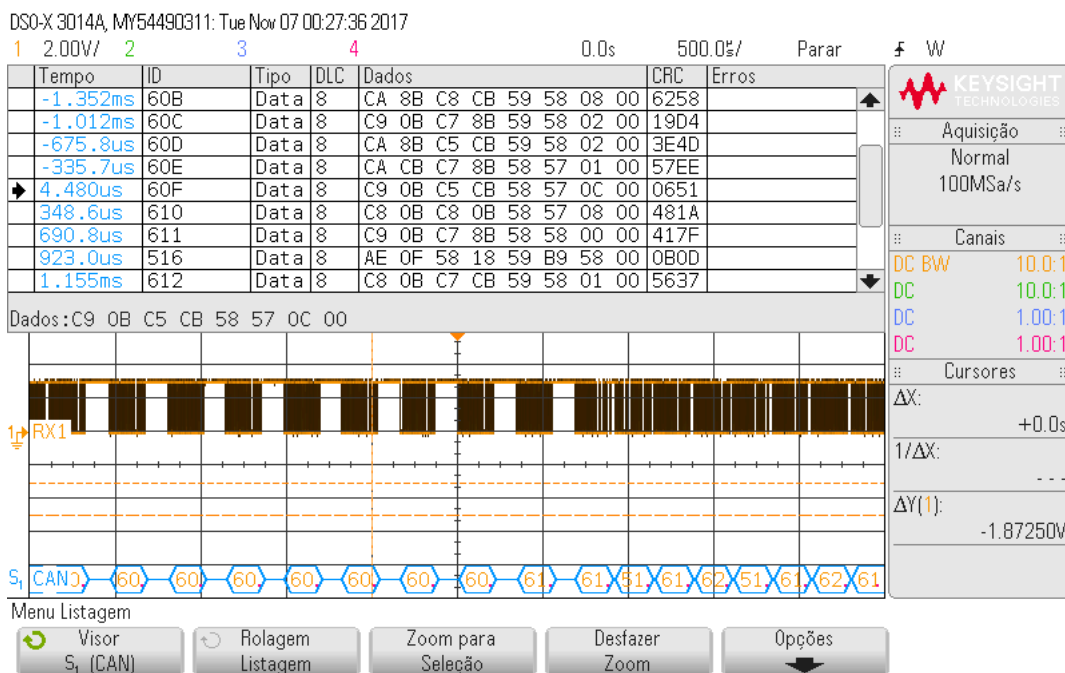 DSO-X 3014A, MY54490311: Tue Nov 07 00:27:36 2017
1 2.00V/ 2 3 4 0.0s 500.0㎲/ Parar W
Tempo ID Tipo DLC Dados CRC Erros
-1.352ms 60B Data 8 CA 8B C8 CB 59 58 08 00 6258
-1.012ms 60C Data 8 C9 0B C7 8B 59 58 02 00 19D4
-675.8us 60D Data 8 CA 8B C5 CB 59 58 02 00 3E4D
-335.7us 60E Data 8 CA CB C7 8B 58 57 01 00 57EE
4.480us 60F Data 8 C9 0B C5 CB 58 57 0C 00 0651
348.6us 610 Data 8 C8 0B C8 0B 58 57 08 00 481A
690.8us 611 Data 8 C9 0B C7 8B 58 58 00 00 417F
923.0us 516 Data 8 AE 0F 58 18 59 B9 58 00 0B0D
1.155ms 612 Data 8 C8 0B C7 CB 59 58 01 00 5637
Dados:C9 0B C5 CB 58 57 0C 00
KEYSIGHT
TECHNOLOGIES
Aquisição
Normal
100MSa/s
Canais
DC BW 10.0:1
DC 10.0:1
DC 1.00:1
DC 1.00:1
Cursores
ΔX:
+0.0s
1/ΔX:
---
ΔY(1):
-1.87250V
1 RX1
S1 CAN 0. 60. 60. 60. 60. 60. 60. 60. 61. 61. 51. 61. 62. 51. 61. 62. 61
Menu Listagem
Visor
S1 (CAN)
Rolagem
Listagem
Zoom para
Seleção
Desfazer
Zoom
Opções